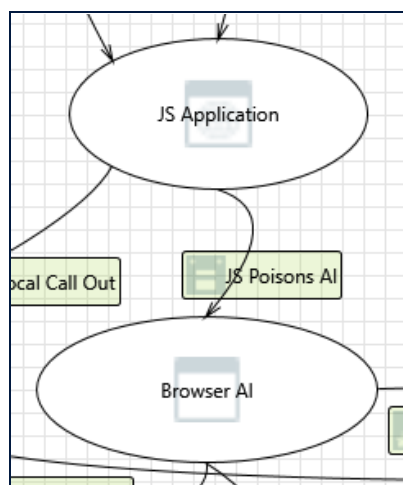 JS Application
ocal Call Out
JS Poisons AI
Browser AI